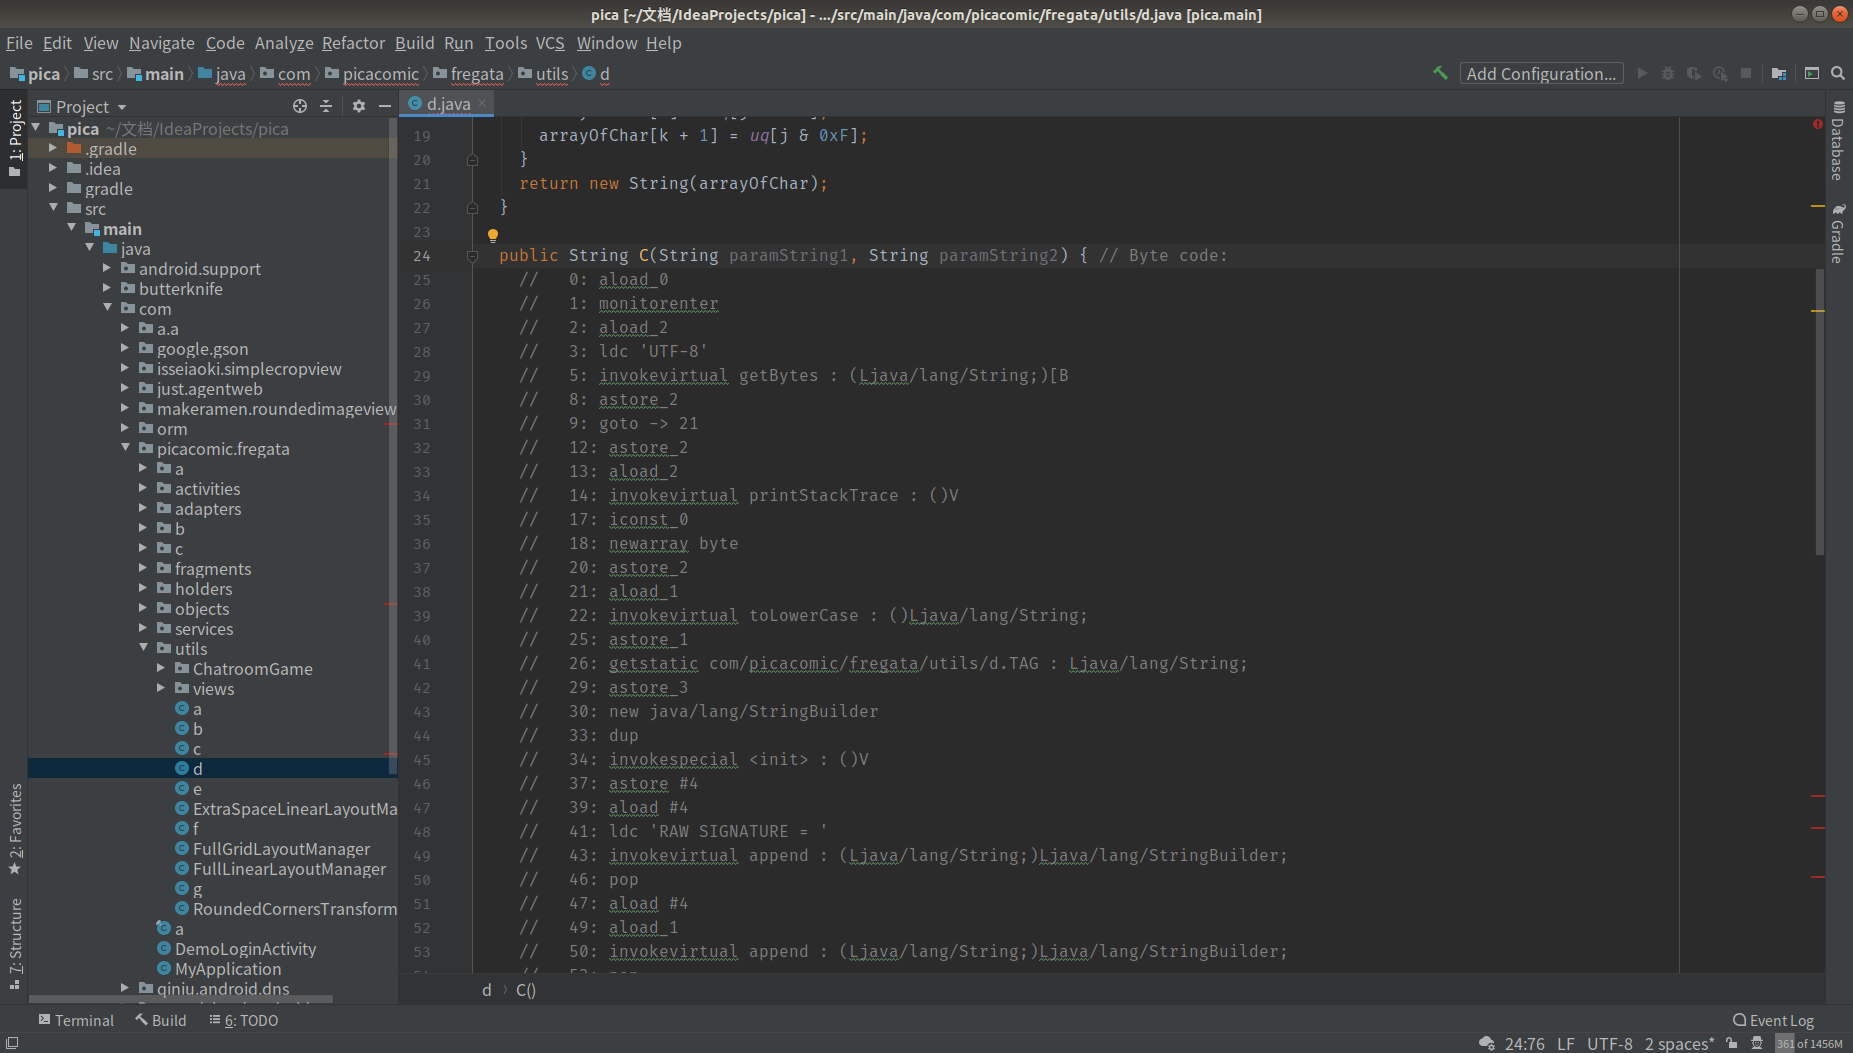 pica [~/文档/IdeaProjects/pica] - .../src/main/java/com/picacomic/fregata/utils/d.java [pica.main]
File Edit View Navigate Code Analyze Refactor Build Run Tools VCS Window Help
pica src main java com picacomic fregata utils d
Add Configuration...
1: Project
Project
d.java
pica ~/文档/IdeaProjects/pica
.gradle
.idea
gradle
src
main
java
android.support
butterknife
com
a.a
google.gson
isseiaoki.simplecropview
just.agentweb
makeramen.roundedimageview
orm
picacomic.fregata
a
activities
adapters
b
c
fragments
holders
objects
services
utils
ChatroomGame
views
a
b
c
d
e
ExtraSpaceLinearLayoutMa
f
FullGridLayoutManager
FullLinearLayoutManager
g
RoundedCornersTransform
a
DemoLoginActivity
MyApplication
qiniu.android.dns
2: Favorites
7: Structure
19 arrayOfChar[k + 1] = uq[j & 0xF];
20 }
21 return new String(arrayOfChar);
22 }
23
24 public String C(String paramString1, String paramString2) { // Byte code:
25 // 0: aload_0
26 // 1: monitorenter
27 // 2: aload_2
28 // 3: ldc 'UTF-8'
29 // 5: invokevirtual getBytes : (Ljava/lang/String;)[B
30 // 8: astore_2
31 // 9: goto -> 21
32 // 12: astore_2
33 // 13: aload_2
34 // 14: invokevirtual printStackTrace : ()V
35 // 17: iconst_0
36 // 18: newarray byte
37 // 20: astore_2
38 // 21: aload_1
39 // 22: invokevirtual toLowerCase : ()Ljava/lang/String;
40 // 25: astore_1
41 // 26: getstatic com/picacomic/fregata/utils/d.TAG : Ljava/lang/String;
42 // 29: astore_3
43 // 30: new java/lang/StringBuilder
44 // 33: dup
45 // 34: invokespecial <init> : ()V
46 // 37: astore #4
47 // 39: aload #4
48 // 41: ldc 'RAW SIGNATURE = '
49 // 43: invokevirtual append : (Ljava/lang/String;)Ljava/lang/StringBuilder;
50 // 46: pop
51 // 47: aload #4
52 // 49: aload_1
53 // 50: invokevirtual append : (Ljava/lang/String;)Ljava/lang/StringBuilder;
d C()
Database
Gradle
Terminal Build 6: TODO
Event Log
24:76 LF UTF-8 2 spaces* 361 of 1456M